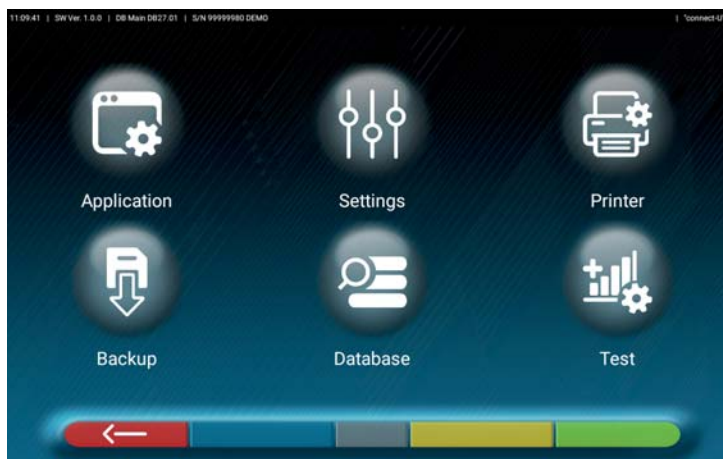 11:09:41 | SW Ver. 1.0.0 | DB Main DB27.01 | S/N 99999980 DEMO | "connect-U
Application Settings Printer
Backup Database Test